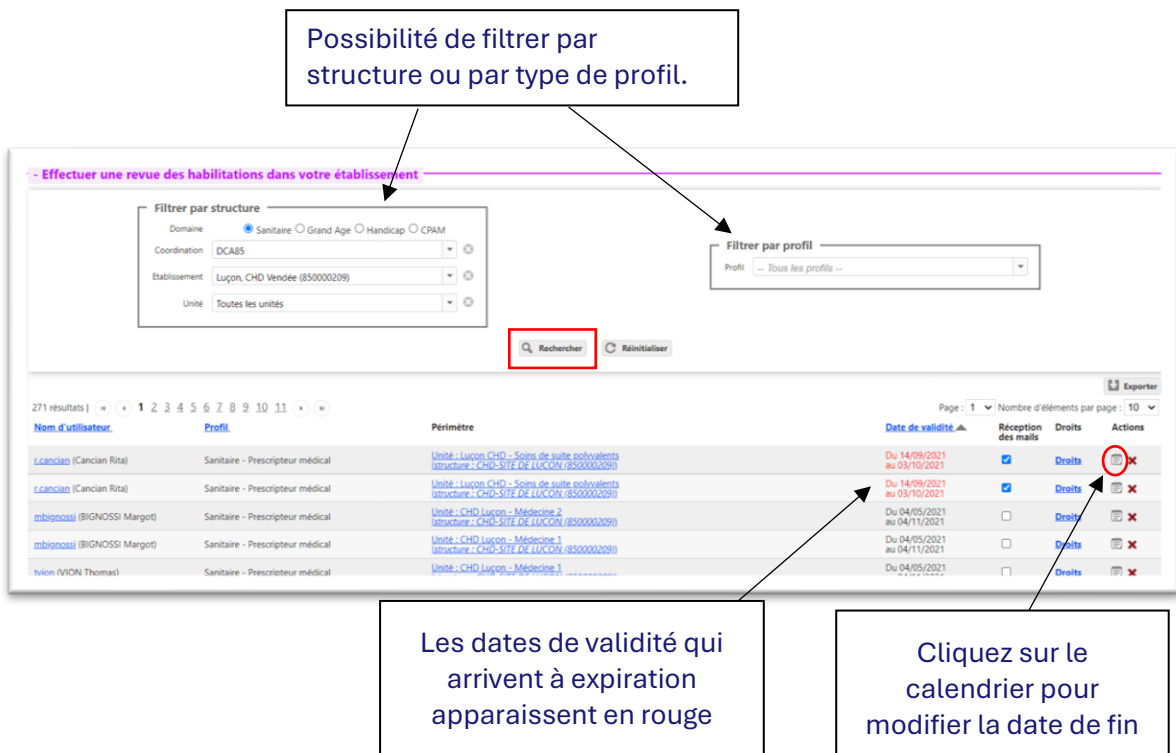 Possibilité de filtrer par
structure ou par type de profil.
- Effectuer une revue des habilitations dans votre établissement
Filtrer par structure
Domaine Sanitaire Grand Age Handicap CPAM
Coordination DCA85
Etablissement Luçon, CHD Vendée (850000209)
Unité Toutes les unités
Filtrer par profil
Profil -- Tous les profils --
Rechercher Réinitialiser
Exporter
271 résultats | 1 2 3 4 5 6 7 8 9 10 11 Page : 1 Nombre d'éléments par page : 10
Nom d'utilisateur Profil Périmètre Date de validité Réception des mails Droits Actions
r.cancian (Cancian Rita) Sanitaire - Prescripteur médical Unité : Luçon CHD - Soins de suite polyvalents Du 14/09/2021 Droits
(structure : CHD-SITE DE LUCON (850000209)) au 03/10/2021
r.cancian (Cancian Rita) Sanitaire - Prescripteur médical Unité : Luçon CHD - Soins de suite polyvalents Du 14/09/2021 Droits
(structure : CHD-SITE DE LUCON (850000209)) au 03/10/2021
mbignossi (BIGNOSSI Margot) Sanitaire - Prescripteur médical Unité : CHD Luçon - Médecine 2 Du 04/05/2021 Droits
(structure : CHD-SITE DE LUCON (850000209)) au 04/11/2021
mbignossi (BIGNOSSI Margot) Sanitaire - Prescripteur médical Unité : CHD Luçon - Médecine 1 Du 04/05/2021 Droits
(structure : CHD-SITE DE LUCON (850000209)) au 04/11/2021
tvion (VION Thomas) Sanitaire - Prescripteur médical Unité : CHD Luçon - Médecine 1 Du 04/05/2021 Droits
Les dates de validité qui
arrivent à expiration
apparaissent en rouge
Cliquez sur le
calendrier pour
modifier la date de fin